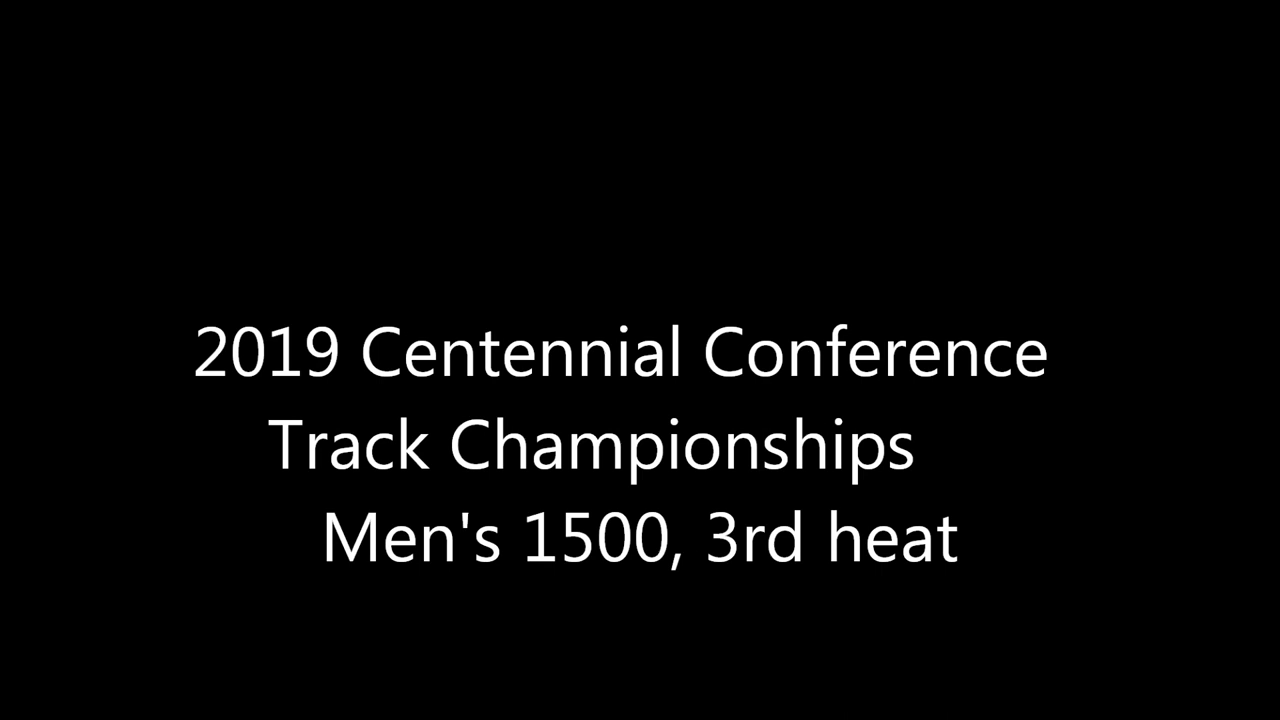 2019 Centennial Conference
Track Championships
Men's 1500, 3rd heat